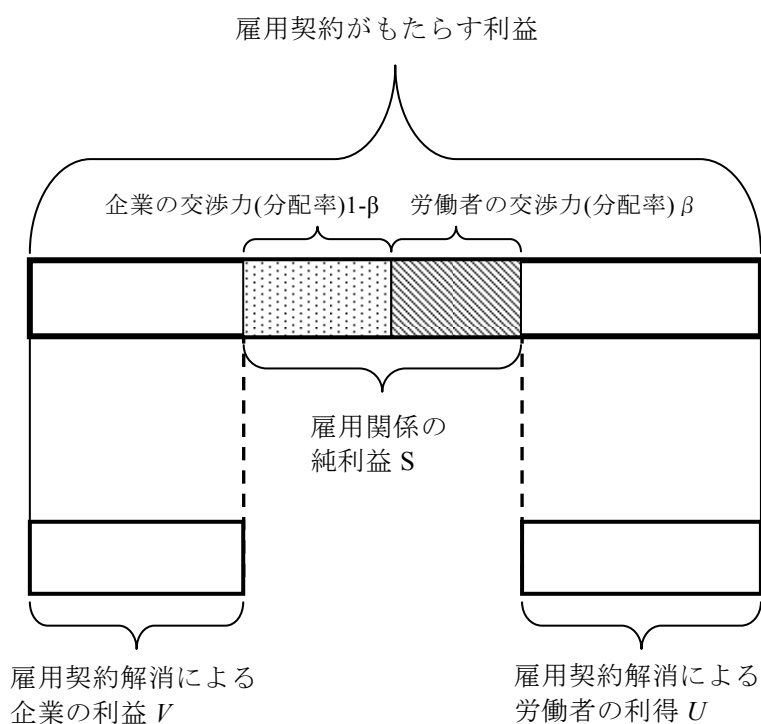 雇用契約がもたらす利益
企業の交渉力(分配率)1-β
労働者の交渉力(分配率) β
雇用関係の
純利益 S
雇用契約解消による
企業の利益 V
雇用契約解消による
労働者の利得 U